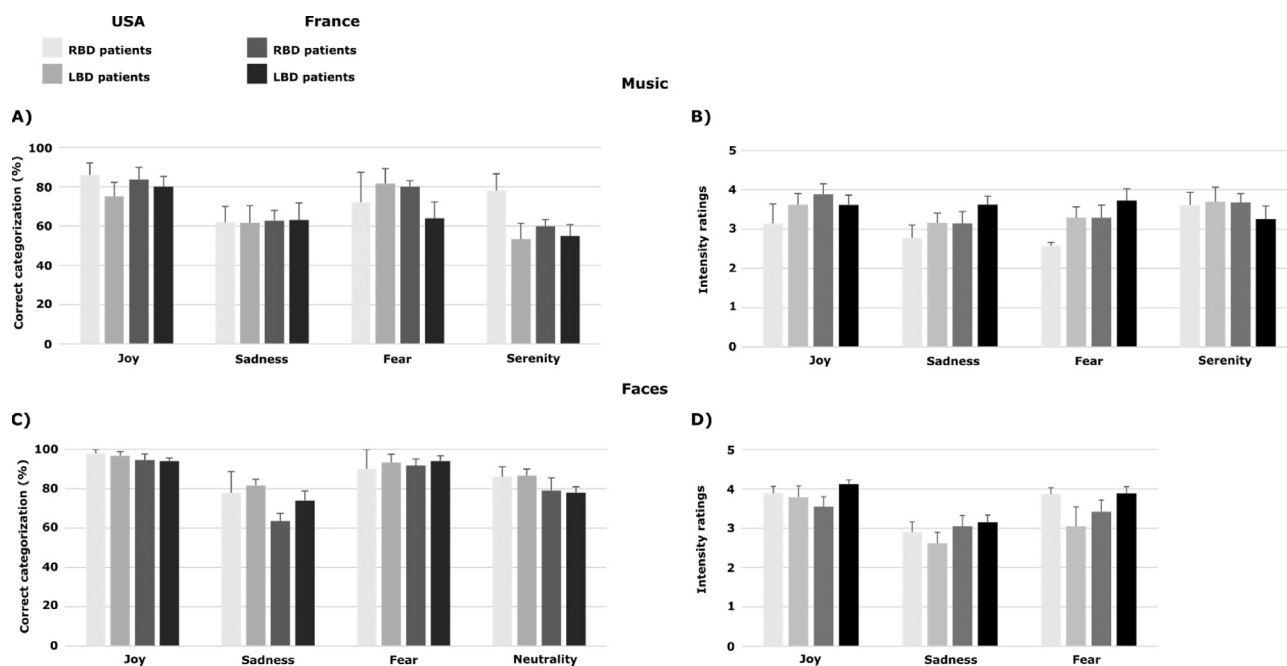 USA France
RBD patients RBD patients
LBD patients LBD patients
Music
A)
Correct categorization (%)
100
80
60
40
20
0
Joy Sadness Fear Serenity
B)
Intensity ratings
5
4
3
2
1
0
Joy Sadness Fear Serenity
Faces
C)
Correct categorization (%)
100
80
60
40
20
0
Joy Sadness Fear Neutrality
D)
Intensity ratings
5
4
3
2
1
0
Joy Sadness Fear